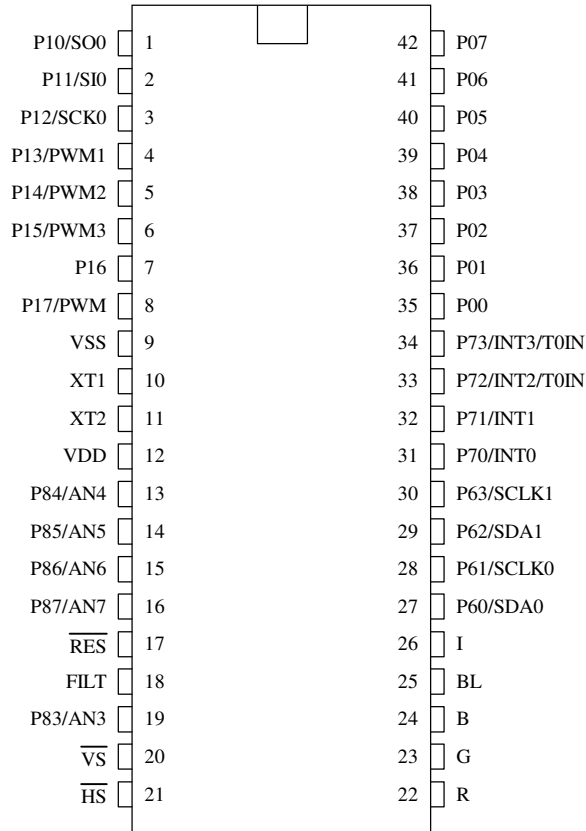 P10/SO0 1 42 P07
P11/SI0 2 41 P06
P12/SCK0 3 40 P05
P13/PWM1 4 39 P04
P14/PWM2 5 38 P03
P15/PWM3 6 37 P02
P16 7 36 P01
P17/PWM 8 35 P00
VSS 9 34 P73/INT3/T0IN
XT1 10 33 P72/INT2/T0IN
XT2 11 32 P71/INT1
VDD 12 31 P70/INT0
P84/AN4 13 30 P63/SCLK1
P85/AN5 14 29 P62/SDA1
P86/AN6 15 28 P61/SCLK0
P87/AN7 16 27 P60/SDA0
R̅E̅S̅ 17 26 I
FILT 18 25 BL
P83/AN3 19 24 B
V̅S̅ 20 23 G
H̅S̅ 21 22 R